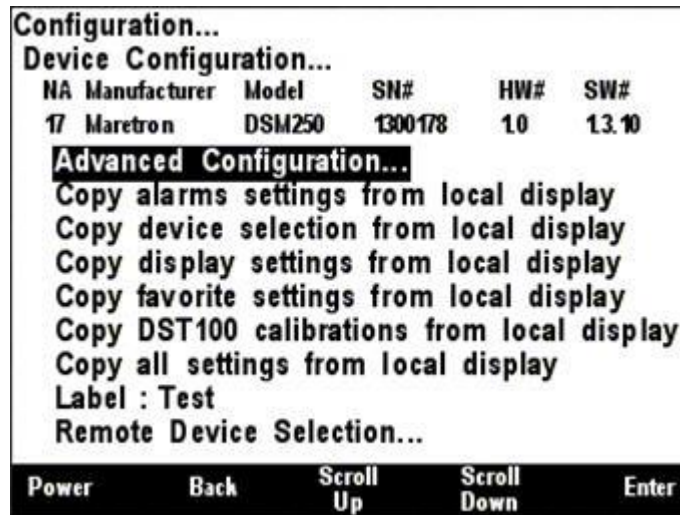 Configuration...
Device Configuration...
NA Manufacturer Model SN# HW# SW#
17 Maretron DSM250 1300178 1.0 1.3.10
Advanced Configuration...
Copy alarms settings from local display
Copy device selection from local display
Copy display settings from local display
Copy favorite settings from local display
Copy DST100 calibrations from local display
Copy all settings from local display
Label : Test
Remote Device Selection...
Power Back Scroll Up Scroll Down Enter